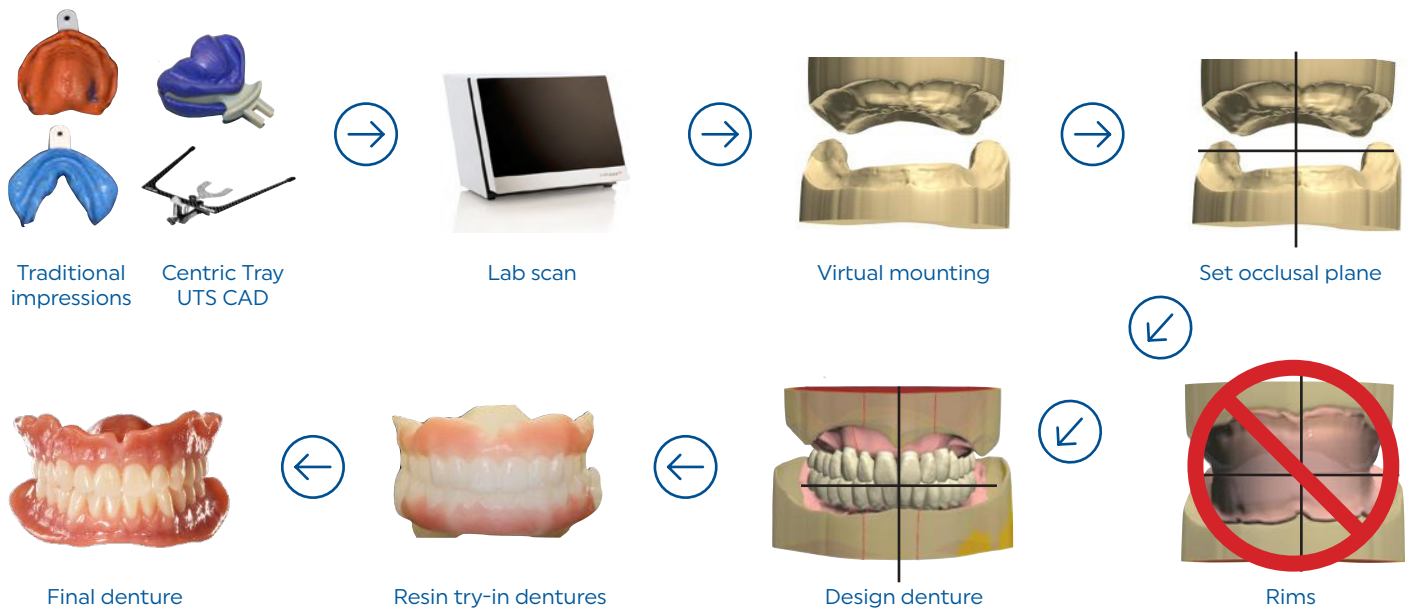 Traditional
impressions
Centric Tray
UTS CAD
Lab scan
Virtual mounting
Set occlusal plane
Final denture
Resin try-in dentures
Design denture
Rims